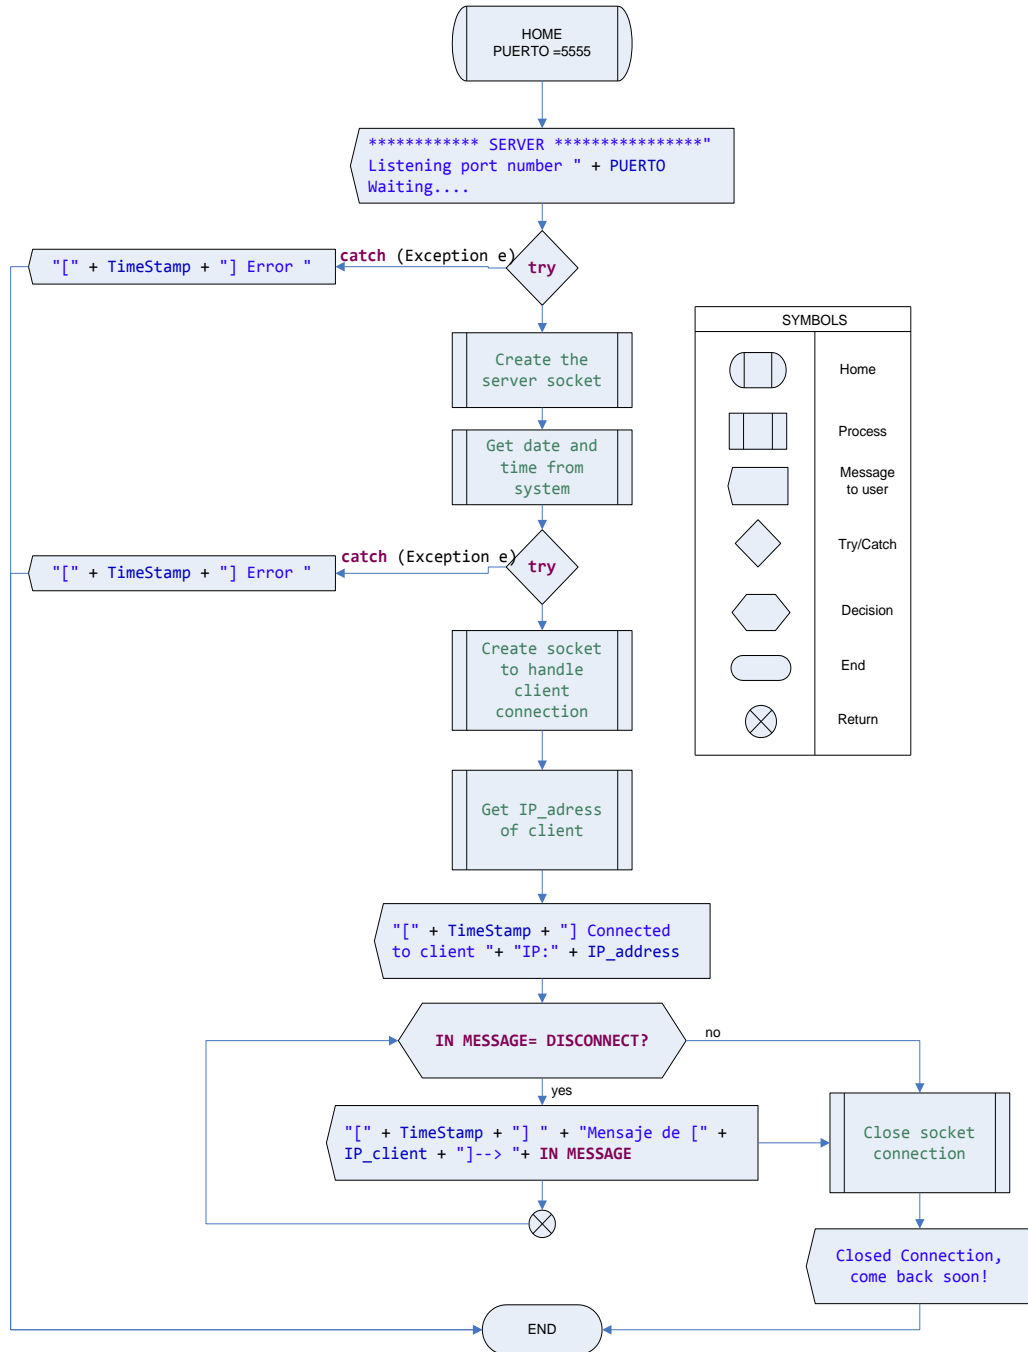 HOME
PUERTO =5555
************ SERVER ****************"
Listening port number " + PUERTO
Waiting....
"[" + TimeStamp + "] Error "
catch (Exception e)
try
Create the
server socket
Get date and
time from
system
"[" + TimeStamp + "] Error "
catch (Exception e)
try
Create socket
to handle
client
connection
Get IP_adress
of client
"[" + TimeStamp + "] Connected
to client "+ "IP:" + IP_address
IN MESSAGE= DISCONNECT?
no
yes
"[" + TimeStamp + "] " + "Mensaje de [" +
IP_client + "]--> "+ IN MESSAGE
Close socket
connection
Closed Connection,
come back soon!
END
SYMBOLS
Home
Process
Message
to user
Try/Catch
Decision
End
Return